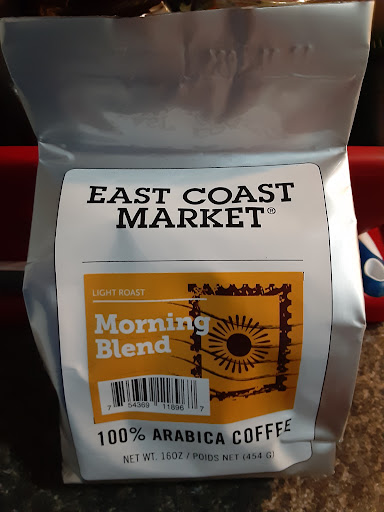 EAST COAST
MARKET®
LIGHT ROAST
Morning
Blend
7 54369 11896 7
100% ARABICA COFFEE
NET WT. 16OZ / POIDS NET (454 G)